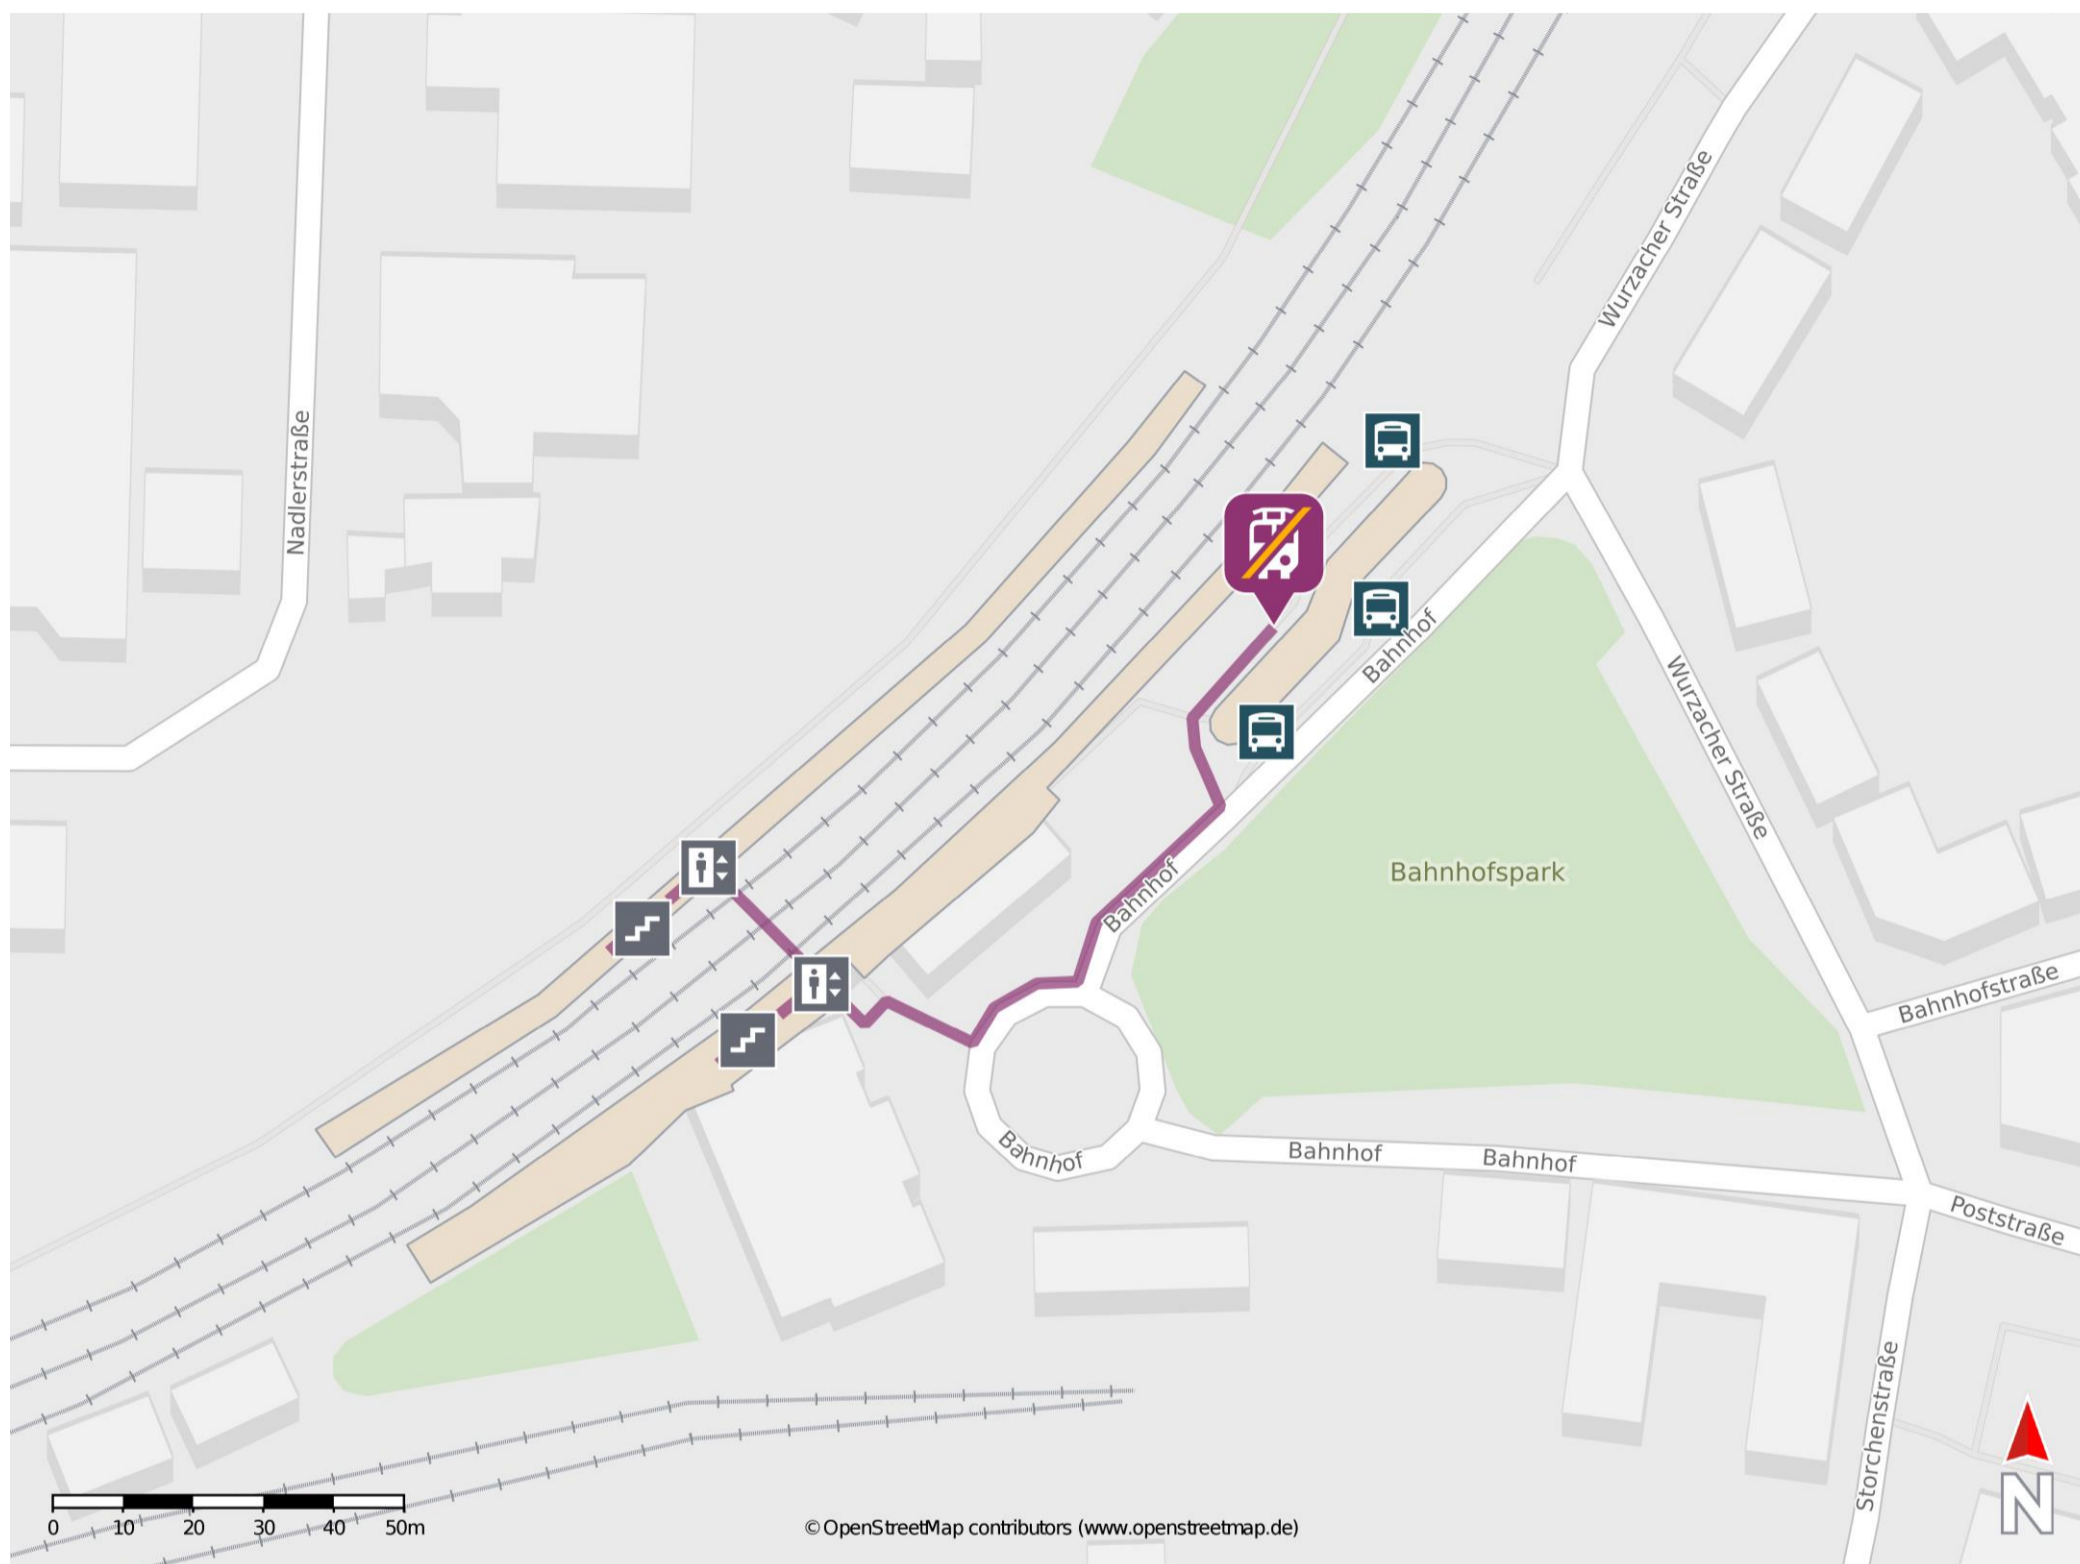 Wurzacher Straße
Nadlerstraße
Bahnhof
Wurzacher Straße
Bahnhofspark
Bahnhof
Bahnhofstraße
Bahnhof
Bahnhof
Bahnhof
Poststraße
Storchenstraße
N
0 10 20 30 40 50m
© OpenStreetMap contributors (www.openstreetmap.de)